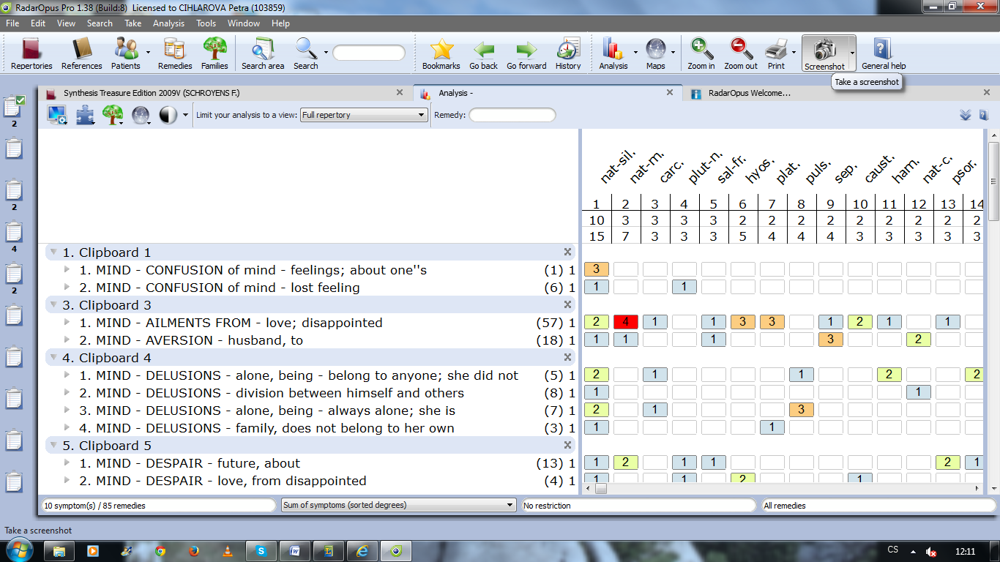 RadarOpus Pro 1.38 (Build:8) Licensed to CIHLAROVA Petra (103859)
File Edit View Search Take Analysis Tools Window Help
Repertories References Patients Remedies Families Search area Search Bookmarks Go back Go forward History Analysis Maps Zoom in Zoom out Print Screenshot General help
Take a screenshot
Synthesis Treasure Edition 2009V (SCHROYENS F.) Analysis - RadarOpus Welcome...
Limit your analysis to a view: Full repertory Remedy:
2
2
4
2
nat-sil. nat-m. carc. plut-n. sal-fr. hyos. plat. puls. sep. caust. ham. nat-c. psor.
1 2 3 4 5 6 7 8 9 10 11 12 13 14
10 3 3 3 3 2 2 2 2 2 2 2 2 2
15 7 3 3 3 5 4 4 4 3 3 3 3 3
1. Clipboard 1
1. MIND - CONFUSION of mind - feelings; about one''s (1) 1 3
2. MIND - CONFUSION of mind - lost feeling (6) 1 1 1
3. Clipboard 3
1. MIND - AILMENTS FROM - love; disappointed (57) 1 2 4 1 1 3 3 1 2 1 1
2. MIND - AVERSION - husband, to (18) 1 1 1 1 3 2
4. Clipboard 4
1. MIND - DELUSIONS - alone, being - belong to anyone; she did not (5) 1 2 1 1 2 2
2. MIND - DELUSIONS - division between himself and others (8) 1 1 1
3. MIND - DELUSIONS - alone, being - always alone; she is (7) 1 2 1 3
4. MIND - DELUSIONS - family, does not belong to her own (3) 1 1 1
5. Clipboard 5
1. MIND - DESPAIR - future, about (13) 1 1 2 1 1 2 1
2. MIND - DESPAIR - love, from disappointed (4) 1 1 1 2 1
10 symptom(s) / 85 remedies Sum of symptoms (sorted degrees) No restriction All remedies
Take a screenshot
CS 12:11